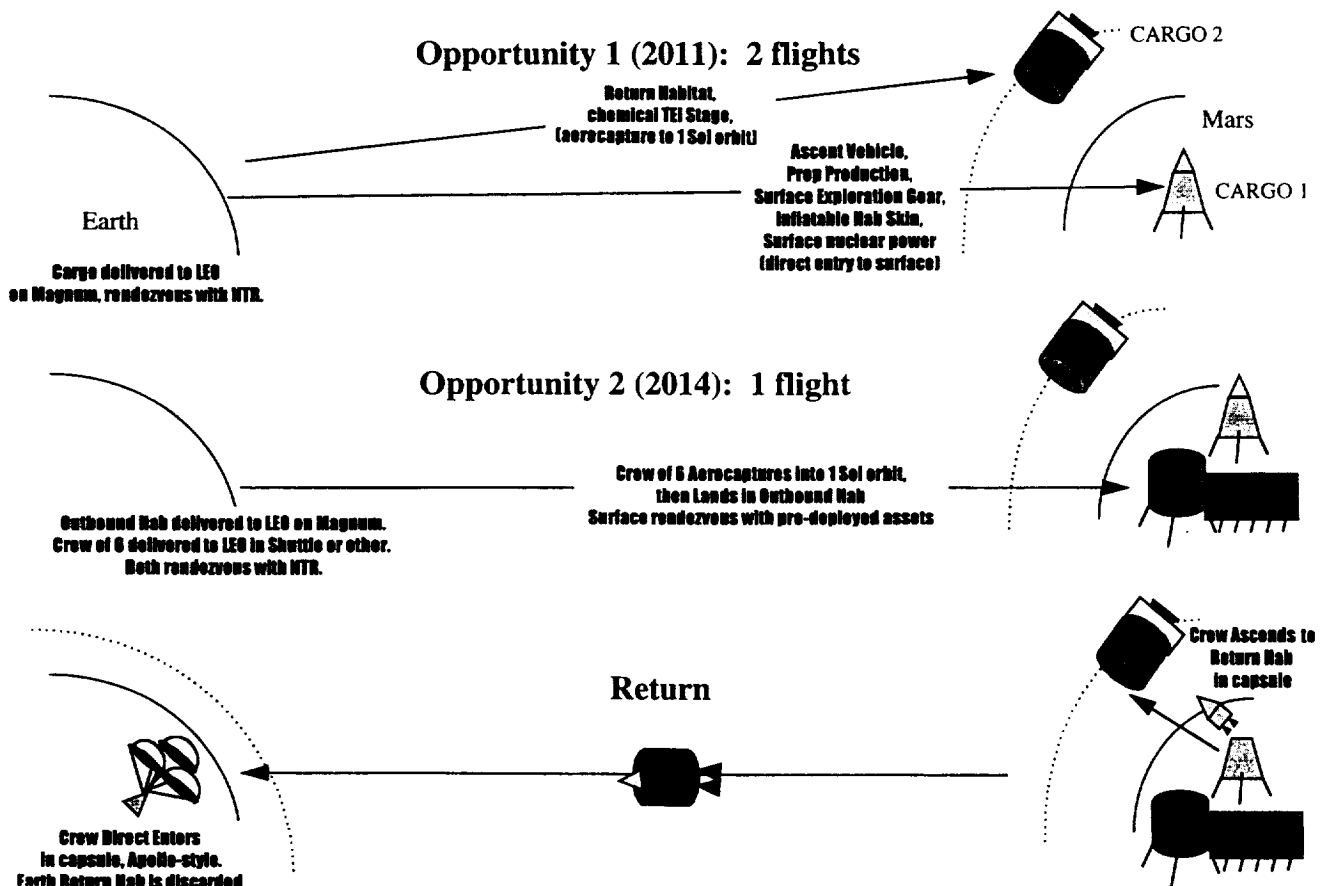 Opportunity 1 (2011): 2 flights
CARGO 2
Return Habitat,
chemical TEI Stage,
(aerocapture to 1 Sol orbit)
Mars
Ascent Vehicle,
Prop Production,
Surface Exploration Gear,
Inflatable Hab Skin,
Surface nuclear power
(direct entry to surface)
CARGO 1
Earth
Cargo delivered to LEO
on Magnum, rendezvous with NTR.
Opportunity 2 (2014): 1 flight
Crew of 6 Aerocaptures into 1 Sol orbit,
then Lands in Outbound Hab
Surface rendezvous with pre-deployed assets
Outbound Hab delivered to LEO on Magnum.
Crew of 6 delivered to LEO in Shuttle or other.
Both rendezvous with NTR.
Return
Crew Ascends to
Return Hab
in capsule
Crew Direct Enters
in capsule, Apollo-style.
Earth Return Hab is discarded